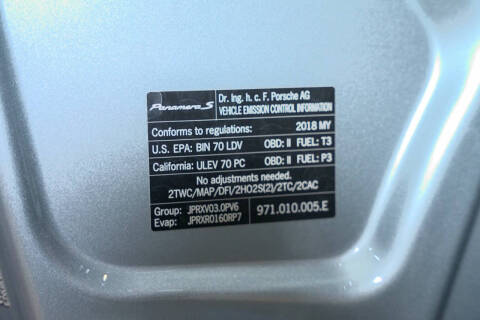 Panamera S
Dr. Ing. h. c. F. Porsche AG
VEHICLE EMISSION CONTROL INFORMATION
Conforms to regulations: 2018 MY
U.S. EPA: BIN 70 LDV OBD: II FUEL: T3
California: ULEV 70 PC OBD: II FUEL: P3
No adjustments needed.
2TWC/MAP/DFI/2HO2S(2)/2TC/2CAC
Group: JPRXV03.0PV6
Evap: JPRXR0160RP7
971.010.005.E